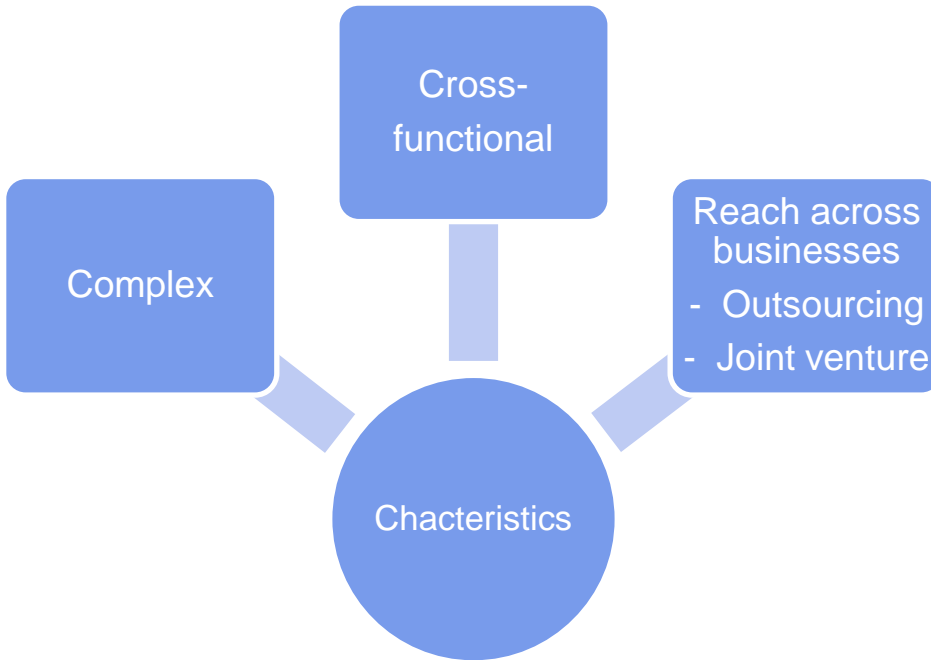 Cross-
functional
Complex
Reach across
businesses
- Outsourcing
- Joint venture
Chacteristics